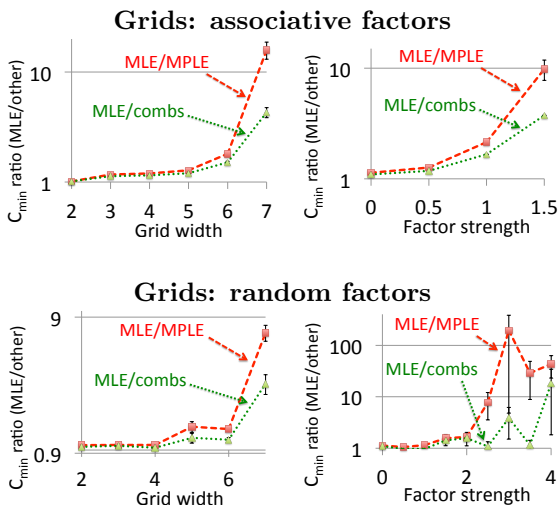 Grids: associative factors
C_min ratio (MLE/other)
10
1
MLE/MPLE
MLE/combs
2 3 4 5 6 7
Grid width
C_min ratio (MLE/other)
10
1
MLE/MPLE
MLE/combs
0 0.5 1 1.5
Factor strength
Grids: random factors
C_min ratio (MLE/other)
9
0.9
MLE/MPLE
MLE/combs
2 4 6
Grid width
C_min ratio (MLE/other)
100
10
1
MLE/MPLE
MLE/combs
0 1 2 3 4
Factor strength